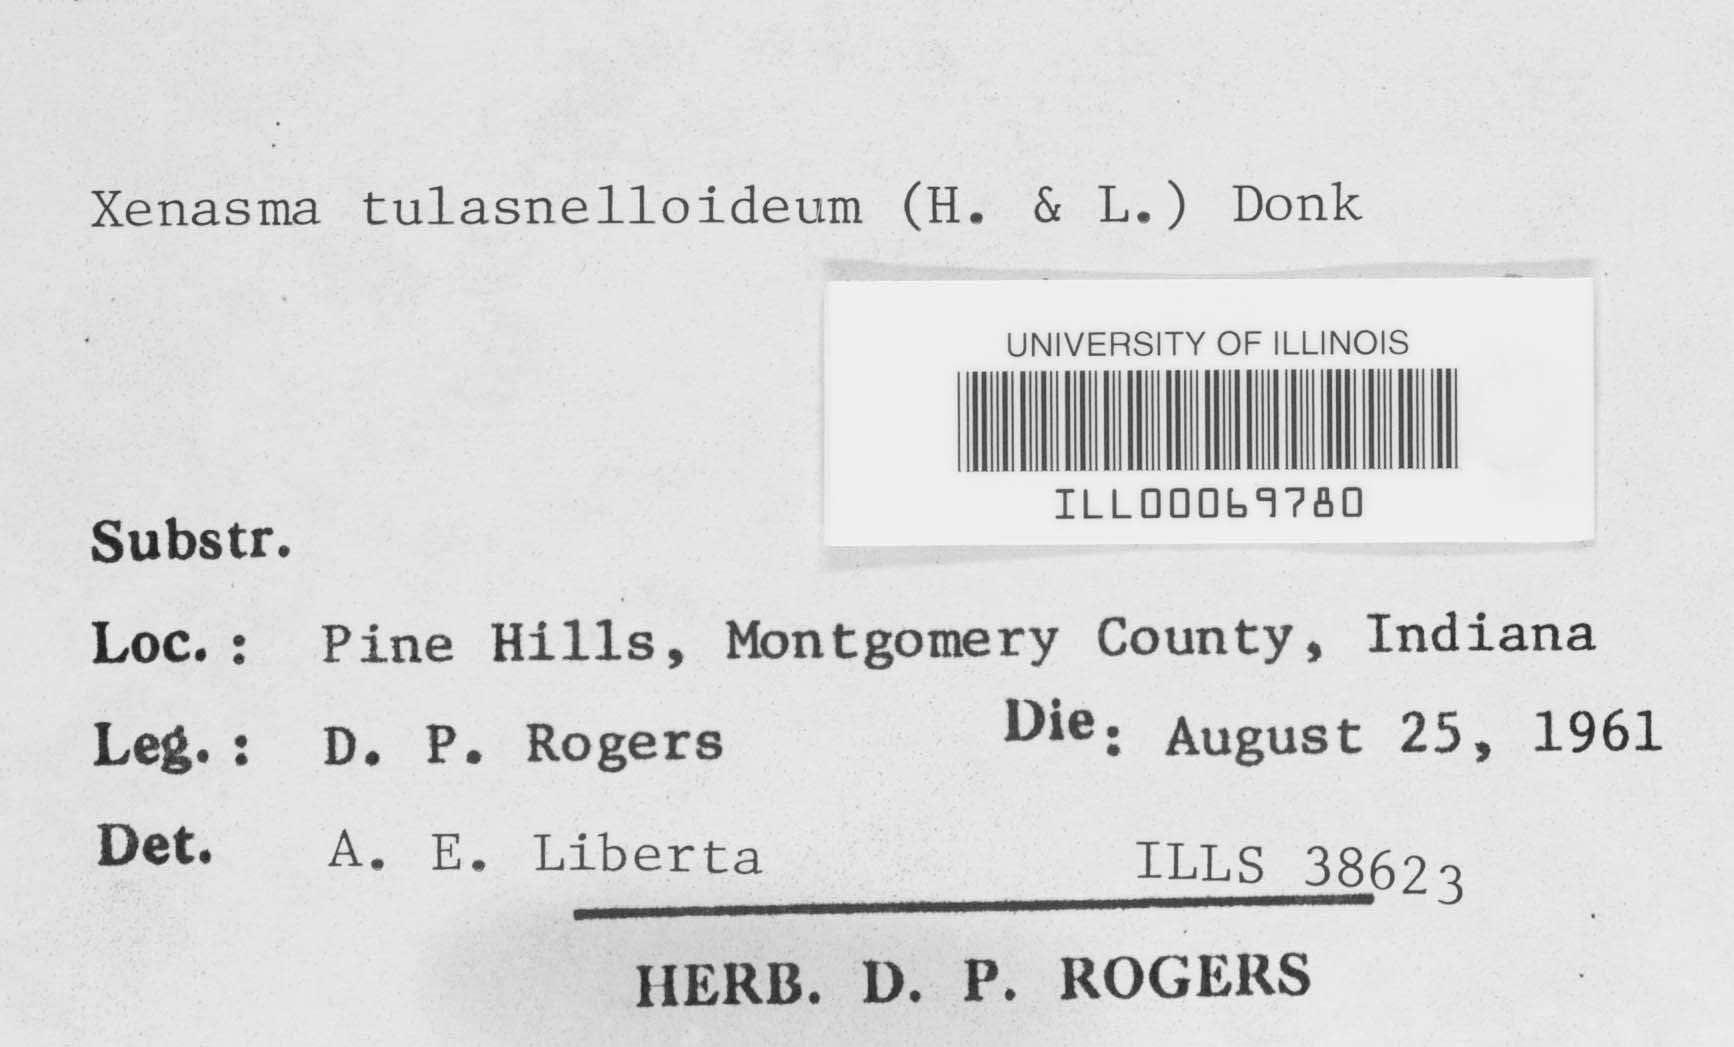 Xenasma tulasnelloideum (H. & L.) Donk
UNIVERSITY OF ILLINOIS
ILL00069780
Substr.
Loc.: Pine Hills, Montgomery County, Indiana
Leg.: D. P. Rogers Die: August 25, 1961
Det. A. E. Liberta ILLS 38623
HERB. D. P. ROGERS